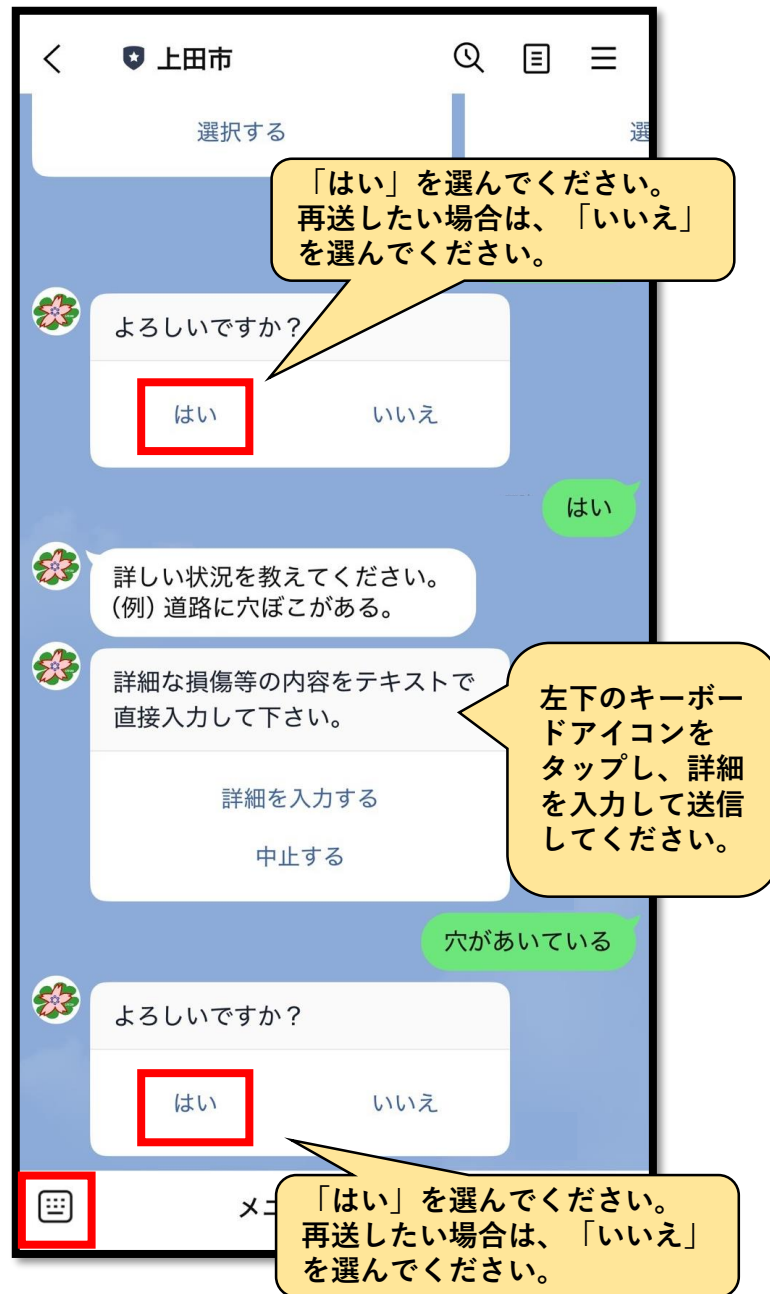 上田市
選択する
選
「はい」を選んでください。
再送したい場合は、「いいえ」
を選んでください。
よろしいですか？
はい
いいえ
はい
詳しい状況を教えてください。
(例) 道路に穴ぼこがある。
詳細な損傷等の内容をテキストで
直接入力して下さい。
左下のキーボー
ドアイコンを
タップし、詳細
を入力して送信
してください。
詳細を入力する
中止する
穴があいている
よろしいですか？
はい
いいえ
メニ
「はい」を選んでください。
再送したい場合は、「いいえ」
を選んでください。